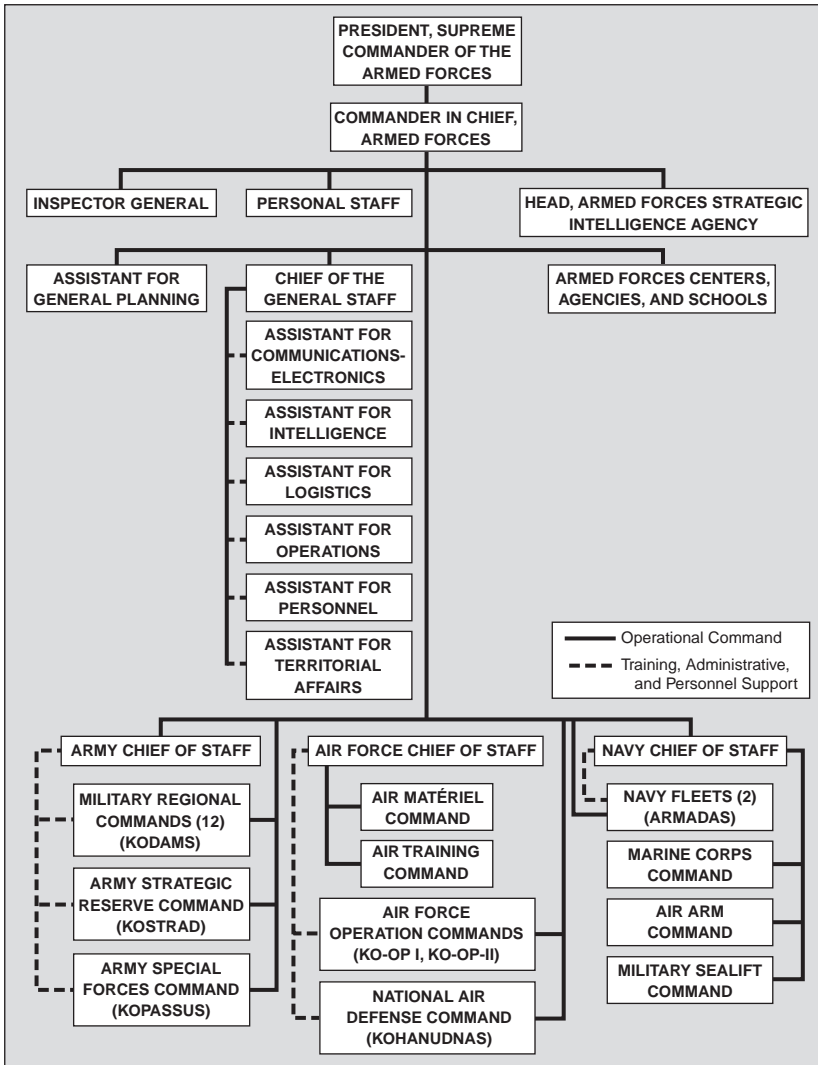 PRESIDENT, SUPREME
COMMANDER OF THE
ARMED FORCES
COMMANDER IN CHIEF,
ARMED FORCES
INSPECTOR GENERAL
PERSONAL STAFF
HEAD, ARMED FORCES STRATEGIC
INTELLIGENCE AGENCY
ASSISTANT FOR
GENERAL PLANNING
CHIEF OF THE
GENERAL STAFF
ARMED FORCES CENTERS,
AGENCIES, AND SCHOOLS
ASSISTANT FOR
COMMUNICATIONS-
ELECTRONICS
ASSISTANT FOR
INTELLIGENCE
ASSISTANT FOR
LOGISTICS
ASSISTANT FOR
OPERATIONS
ASSISTANT FOR
PERSONNEL
ASSISTANT FOR
TERRITORIAL
AFFAIRS
Operational Command
Training, Administrative,
and Personnel Support
ARMY CHIEF OF STAFF
MILITARY REGIONAL
COMMANDS (12)
(KODAMS)
ARMY STRATEGIC
RESERVE COMMAND
(KOSTRAD)
ARMY SPECIAL
FORCES COMMAND
(KOPASSUS)
AIR FORCE CHIEF OF STAFF
AIR MATÉRIEL
COMMAND
AIR TRAINING
COMMAND
AIR FORCE
OPERATION COMMANDS
(KO-OP I, KO-OP-II)
NATIONAL AIR
DEFENSE COMMAND
(KOHANUDNAS)
NAVY CHIEF OF STAFF
NAVY FLEETS (2)
(ARMADAS)
MARINE CORPS
COMMAND
AIR ARM
COMMAND
MILITARY SEALIFT
COMMAND